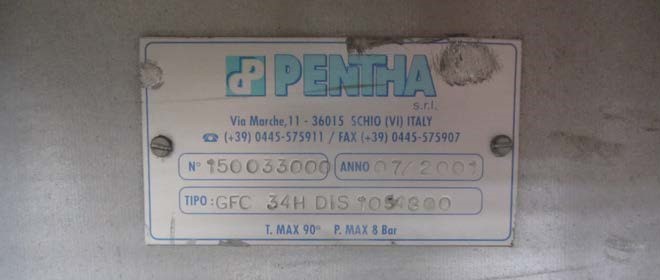 PENTHA
s.r.l.
Via Marche,11 - 36015 SCHIO (VI) ITALY
☎ (+39) 0445-575911 / FAX (+39) 0445-575907
N° 150033000 ANNO 07/2001
TIPO: GFC 34H DIS
T. MAX 90° P. MAX 8 Bar